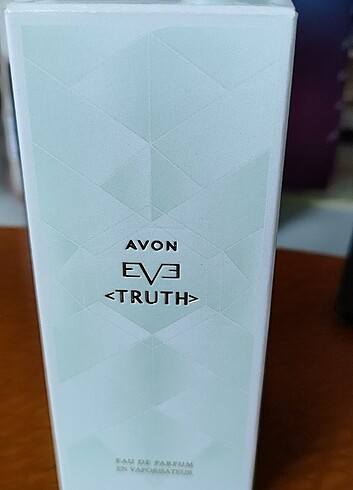 AVON
EVE
<TRUTH>
EAU DE PARFUM
EN VAPORISATEUR